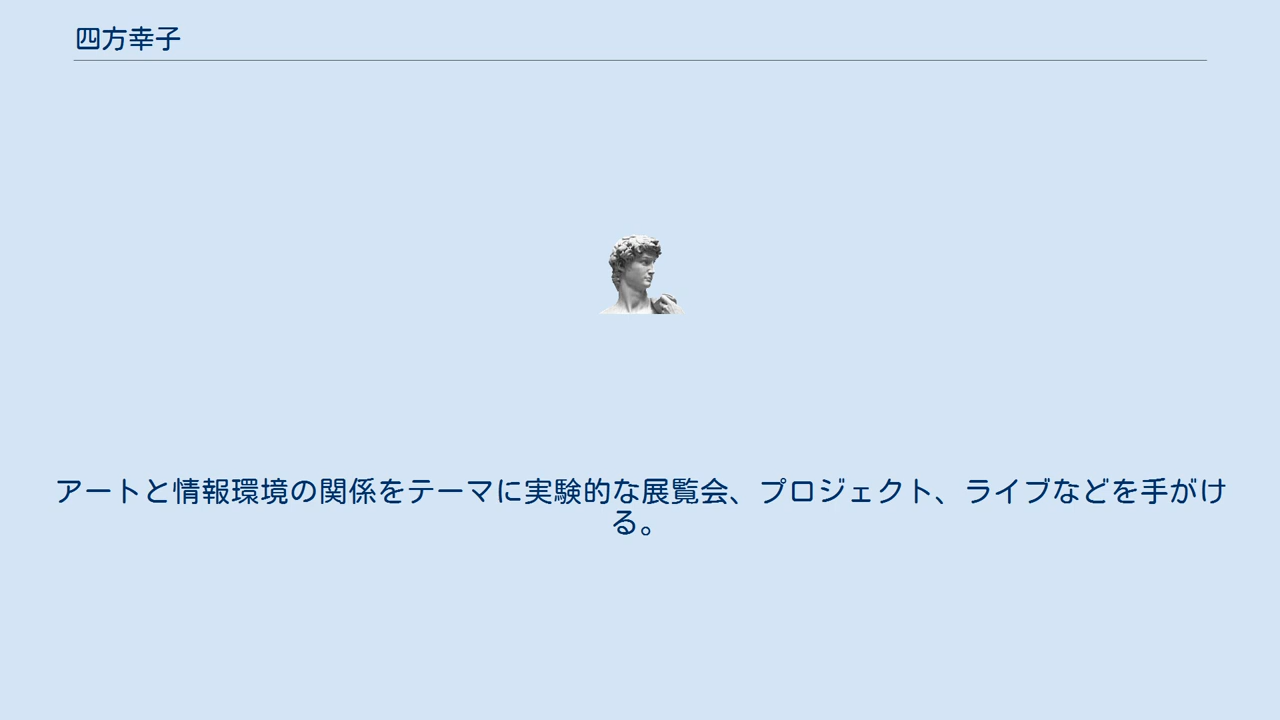 四方幸子
アートと情報環境の関係をテーマに実験的な展覧会、プロジェクト、ライブなどを手がけ
る。